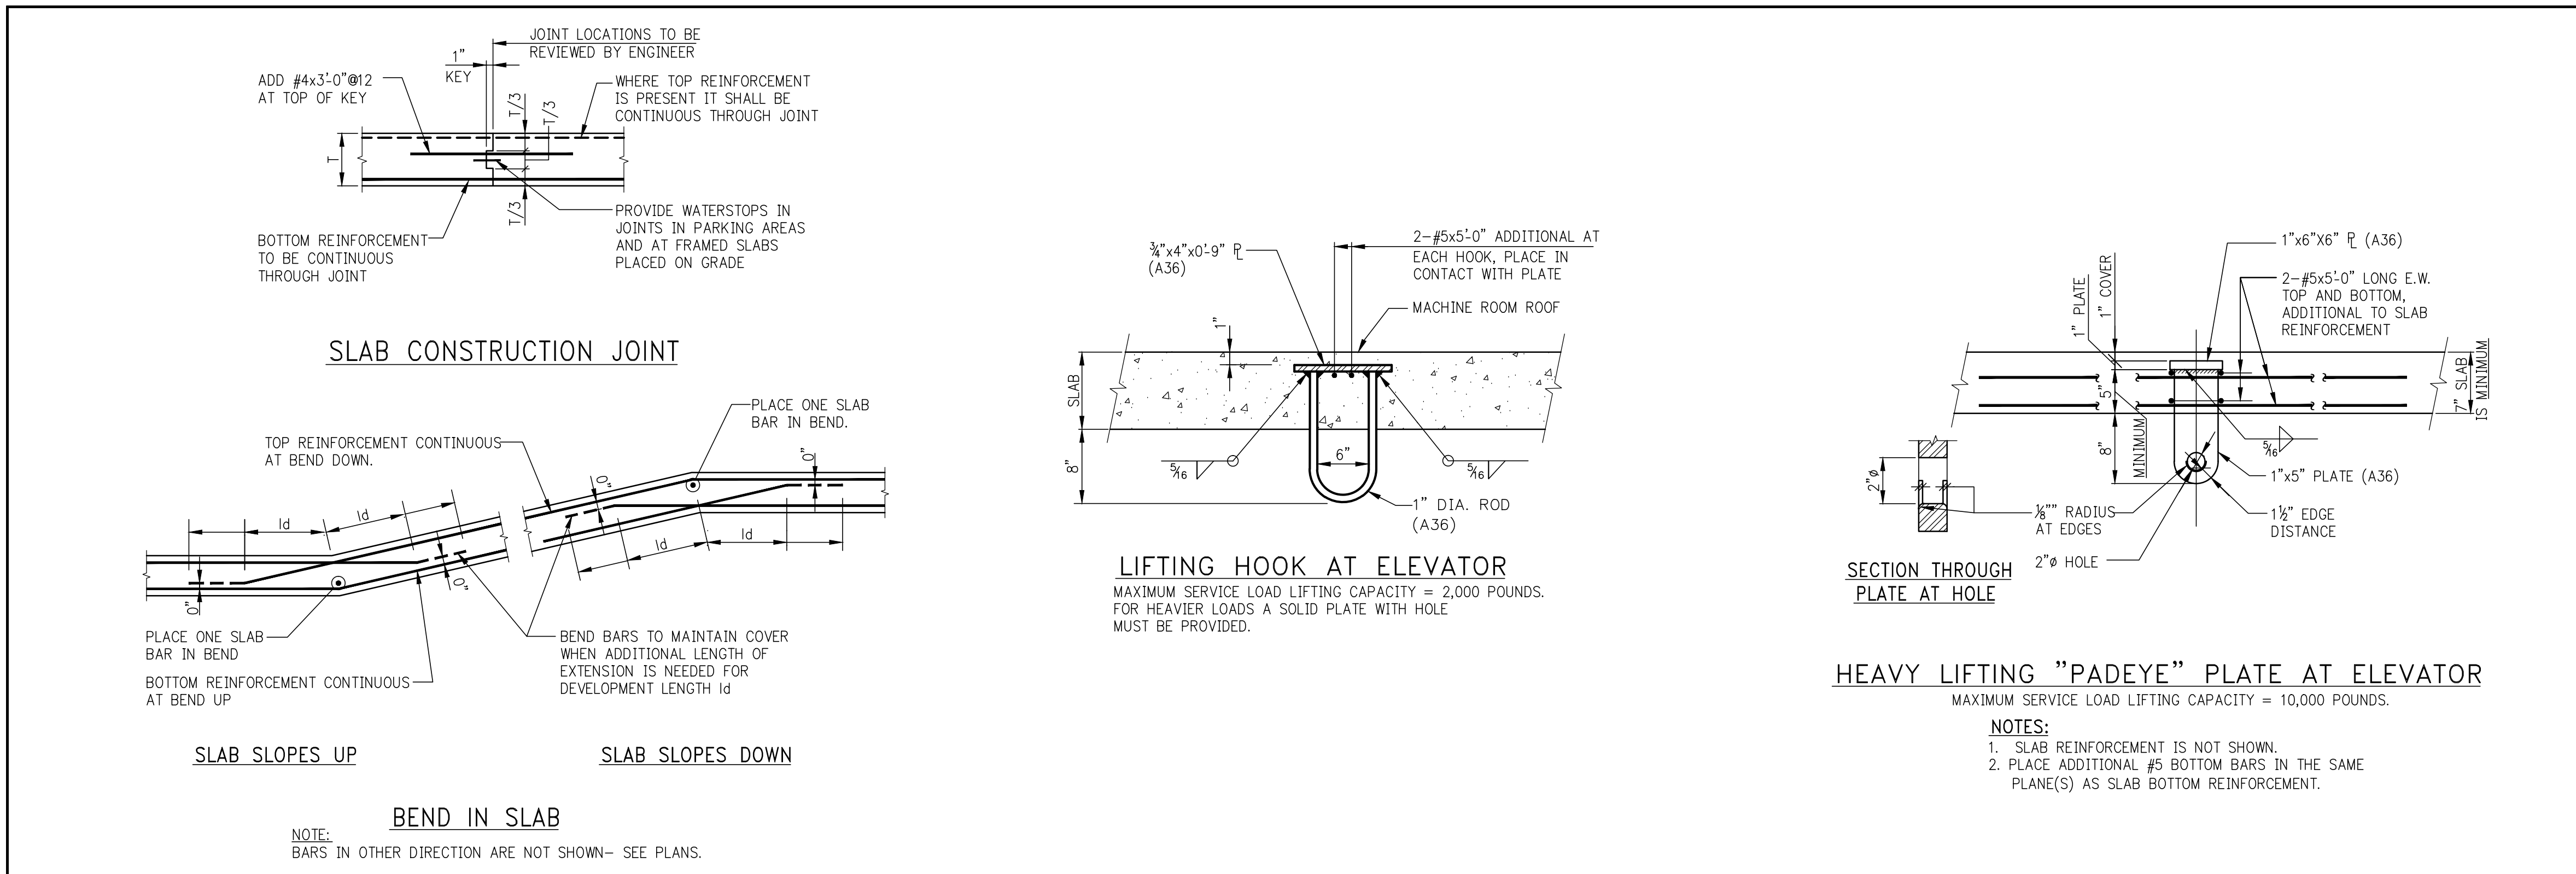 JOINT LOCATIONS TO BE
REVIEWED BY ENGINEER
1"
KEY
ADD #4x3'-0"@12
AT TOP OF KEY
WHERE TOP REINFORCEMENT
IS PRESENT IT SHALL BE
CONTINUOUS THROUGH JOINT
T/3
T/3
T
T/3
PROVIDE WATERSTOPS IN
JOINTS IN PARKING AREAS
AND AT FRAMED SLABS
PLACED ON GRADE
BOTTOM REINFORCEMENT
TO BE CONTINUOUS
THROUGH JOINT
SLAB CONSTRUCTION JOINT
PLACE ONE SLAB
BAR IN BEND.
TOP REINFORCEMENT CONTINUOUS
AT BEND DOWN.
0"
0"
ld
ld
ld
ld
0"
0"
PLACE ONE SLAB
BAR IN BEND
BOTTOM REINFORCEMENT CONTINUOUS
AT BEND UP
BEND BARS TO MAINTAIN COVER
WHEN ADDITIONAL LENGTH OF
EXTENSION IS NEEDED FOR
DEVELOPMENT LENGTH ld
SLAB SLOPES UP
SLAB SLOPES DOWN
BEND IN SLAB
NOTE:
BARS IN OTHER DIRECTION ARE NOT SHOWN- SEE PLANS.
¾"x4"x0'-9" PL
(A36)
2-#5x5'-0" ADDITIONAL AT
EACH HOOK, PLACE IN
CONTACT WITH PLATE
MACHINE ROOM ROOF
1"
SLAB
8"
6"
5/16
5/16
1" DIA. ROD
(A36)
LIFTING HOOK AT ELEVATOR
MAXIMUM SERVICE LOAD LIFTING CAPACITY = 2,000 POUNDS.
FOR HEAVIER LOADS A SOLID PLATE WITH HOLE
MUST BE PROVIDED.
1"x6"X6" PL (A36)
2-#5x5'-0" LONG E.W.
TOP AND BOTTOM,
ADDITIONAL TO SLAB
REINFORCEMENT
1" PLATE
1" COVER
5"
MINIMUM
8"
7" SLAB
IS MINIMUM
5/16
2"ø
1"x5" PLATE (A36)
⅛"" RADIUS
AT EDGES
1½" EDGE
DISTANCE
2"ø HOLE
SECTION THROUGH
PLATE AT HOLE
HEAVY LIFTING "PADEYE" PLATE AT ELEVATOR
MAXIMUM SERVICE LOAD LIFTING CAPACITY = 10,000 POUNDS.
NOTES:
1. SLAB REINFORCEMENT IS NOT SHOWN.
2. PLACE ADDITIONAL #5 BOTTOM BARS IN THE SAME
PLANE(S) AS SLAB BOTTOM REINFORCEMENT.